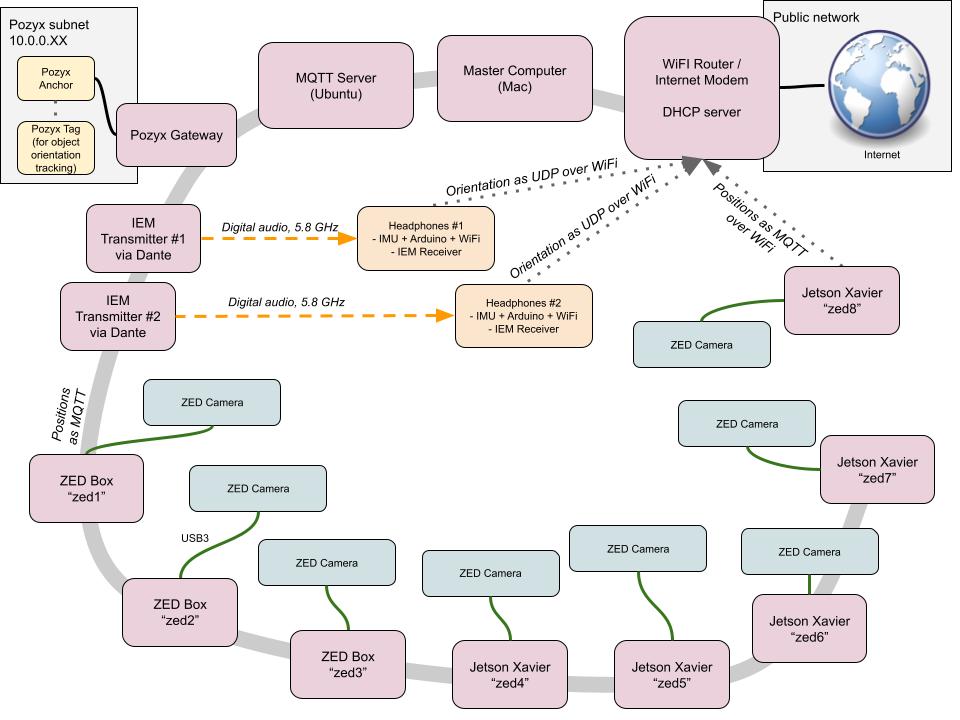 Pozyx subnet
10.0.0.XX
Pozyx
Anchor
Pozyx Tag
(for object
orientation
tracking)
Pozyx Gateway
MQTT Server
(Ubuntu)
Master Computer
(Mac)
WiFI Router /
Internet Modem
DHCP server
Public network
Internet
IEM
Transmitter #1
via Dante
Digital audio, 5.8 GHz
Headphones #1
- IMU + Arduino + WiFi
- IEM Receiver
Orientation as UDP over WiFi
Orientation as UDP over WiFi
Positions as MQTT
over WiFi
IEM
Transmitter #2
via Dante
Digital audio, 5.8 GHz
Headphones #2
- IMU + Arduino + WiFi
- IEM Receiver
Jetson Xavier
“zed8”
ZED Camera
Positions
as MQTT
ZED Camera
ZED Box
“zed1”
ZED Camera
Jetson Xavier
“zed7”
ZED Camera
USB3
ZED Box
“zed2”
ZED Camera
ZED Box
“zed3”
ZED Camera
Jetson Xavier
“zed4”
ZED Camera
Jetson Xavier
“zed5”
ZED Camera
Jetson Xavier
“zed6”